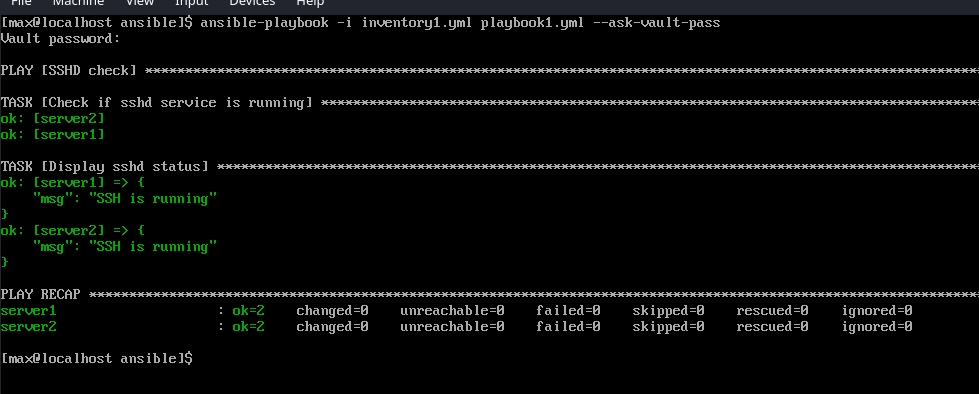 File Machine View Input Devices Help
[max@localhost ansible]$ ansible-playbook -i inventory1.yml playbook1.yml --ask-vault-pass
Vault password:
PLAY [SSHD check] ********************************************************************************************************
TASK [Check if sshd service is running] **********************************************************************************
ok: [server2]
ok: [server1]
TASK [Display sshd status] ***********************************************************************************************
ok: [server1] => {
    "msg": "SSH is running"
}
ok: [server2] => {
    "msg": "SSH is running"
}
PLAY RECAP ***************************************************************************************************************
server1                    : ok=2    changed=0    unreachable=0    failed=0    skipped=0    rescued=0    ignored=0
server2                    : ok=2    changed=0    unreachable=0    failed=0    skipped=0    rescued=0    ignored=0
[max@localhost ansible]$